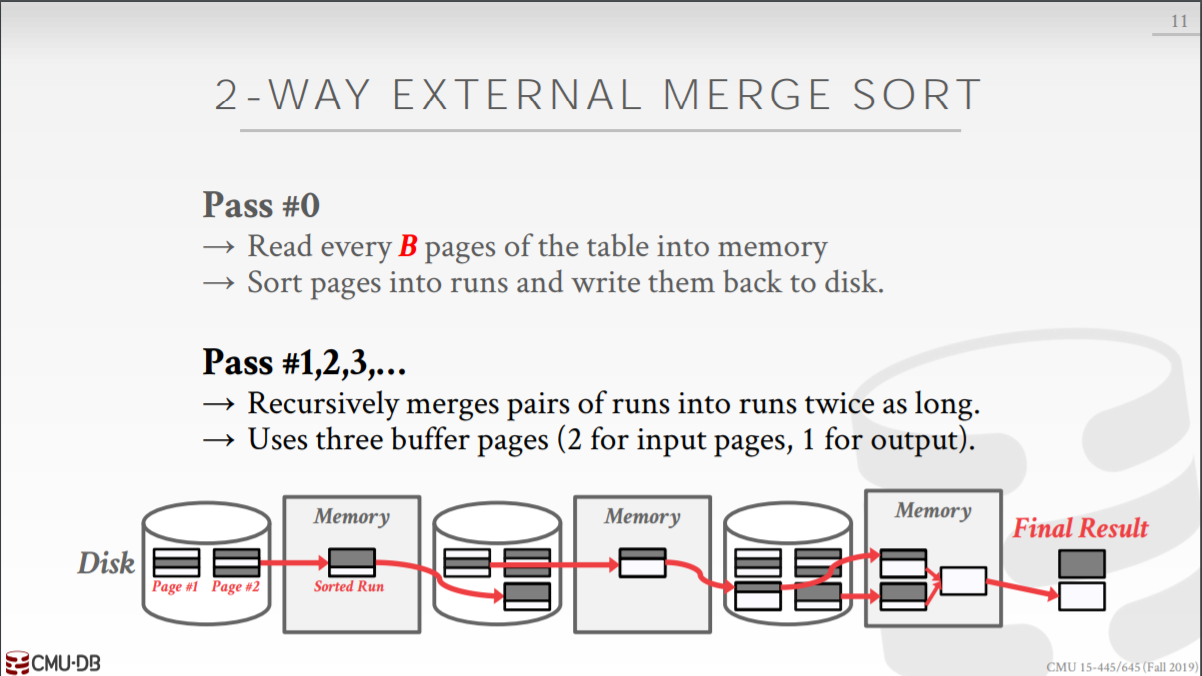 11
2-WAY EXTERNAL MERGE SORT
Pass #0
→ Read every B pages of the table into memory
→ Sort pages into runs and write them back to disk.
Pass #1,2,3,…
→ Recursively merges pairs of runs into runs twice as long.
→ Uses three buffer pages (2 for input pages, 1 for output).
Memory
Memory
Memory
Final Result
Disk
Page #1
Page #2
Sorted Run
CMU·DB
CMU 15-445/645 (Fall 2019)